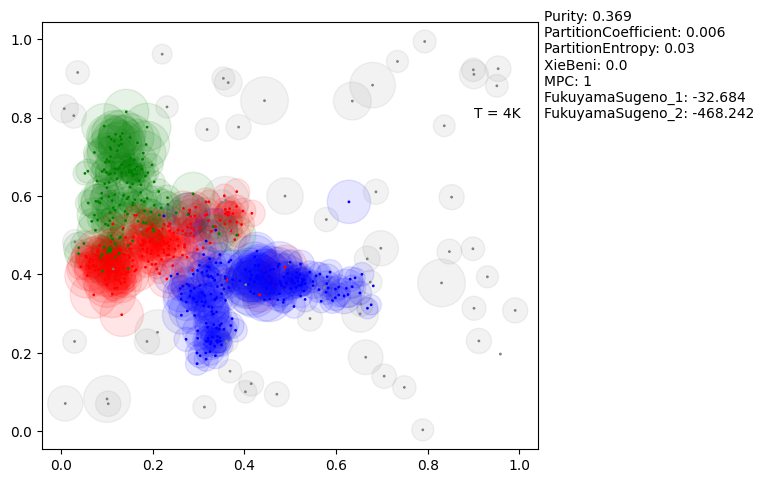 Purity: 0.369
PartitionCoefficient: 0.006
PartitionEntropy: 0.03
XieBeni: 0.0
MPC: 1
FukuyamaSugeno_1: -32.684
FukuyamaSugeno_2: -468.242
T = 4K
1.0
0.8
0.6
0.4
0.2
0.0
0.0 0.2 0.4 0.6 0.8 1.0